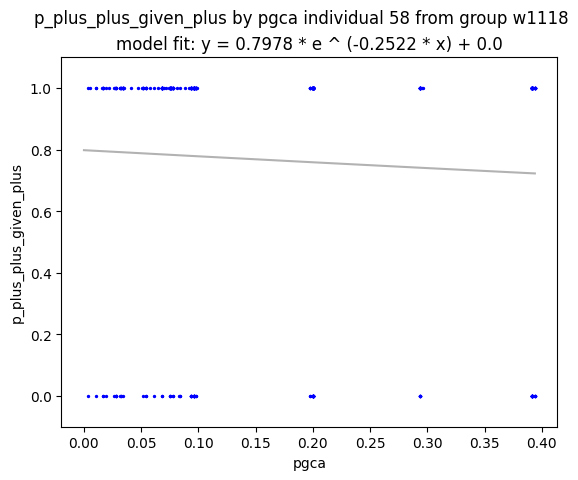 p_plus_plus_given_plus by pgca individual 58 from group w1118
model fit: y = 0.7978 * e ^ (-0.2522 * x) + 0.0
1.0
0.8
0.6
0.4
0.2
0.0
p_plus_plus_given_plus
0.00 0.05 0.10 0.15 0.20 0.25 0.30 0.35 0.40
pgca